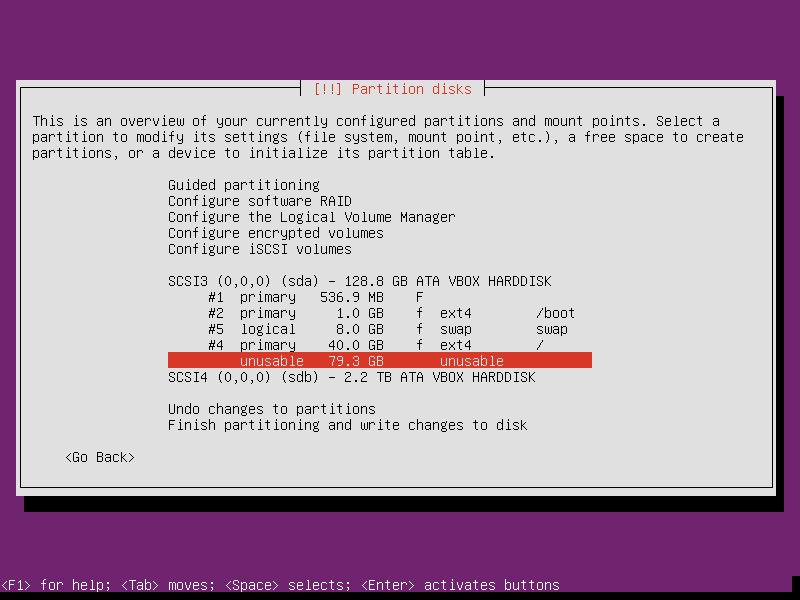 [!!] Partition disks
This is an overview of your currently configured partitions and mount points. Select a
partition to modify its settings (file system, mount point, etc.), a free space to create
partitions, or a device to initialize its partition table.
Guided partitioning
Configure software RAID
Configure the Logical Volume Manager
Configure encrypted volumes
Configure iSCSI volumes
SCSI3 (0,0,0) (sda) - 128.8 GB ATA VBOX HARDDISK
#1 primary 536.9 MB F
#2 primary 1.0 GB f ext4 /boot
#5 logical 8.0 GB f swap swap
#4 primary 40.0 GB f ext4 /
unusable 79.3 GB unusable
SCSI4 (0,0,0) (sdb) - 2.2 TB ATA VBOX HARDDISK
Undo changes to partitions
Finish partitioning and write changes to disk
<Go Back>
<F1> for help; <Tab> moves; <Space> selects; <Enter> activates buttons